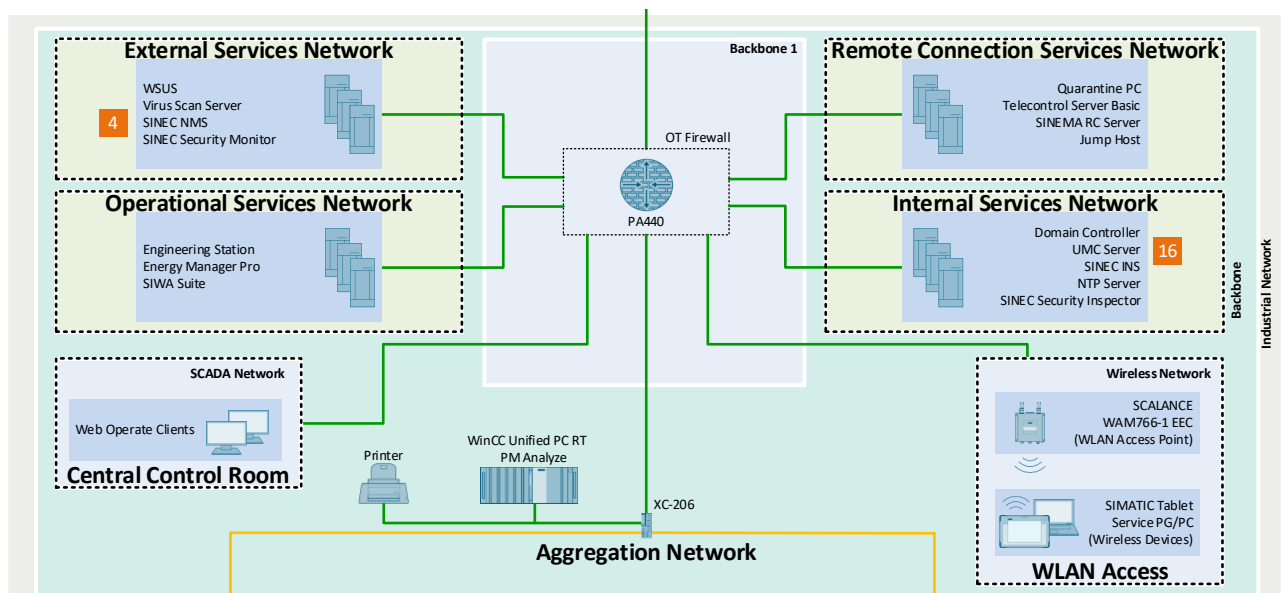 External Services Network
WSUS
Virus Scan Server
SINEC NMS
SINEC Security Monitor
4
Backbone 1
OT Firewall
PA440
Remote Connection Services Network
Quarantine PC
Telecontrol Server Basic
SINEMA RC Server
Jump Host
Operational Services Network
Engineering Station
Energy Manager Pro
SIWA Suite
Internal Services Network
Domain Controller
UMC Server
SINEC INS
NTP Server
SINEC Security Inspector
16
Backbone
Industrial Network
SCADA Network
Web Operate Clients
Central Control Room
Printer
WinCC Unified PC RT
PM Analyze
XC-206
Aggregation Network
Wireless Network
SCALANCE
WAM766-1 EEC
(WLAN Access Point)
SIMATIC Tablet
Service PG/PC
(Wireless Devices)
WLAN Access